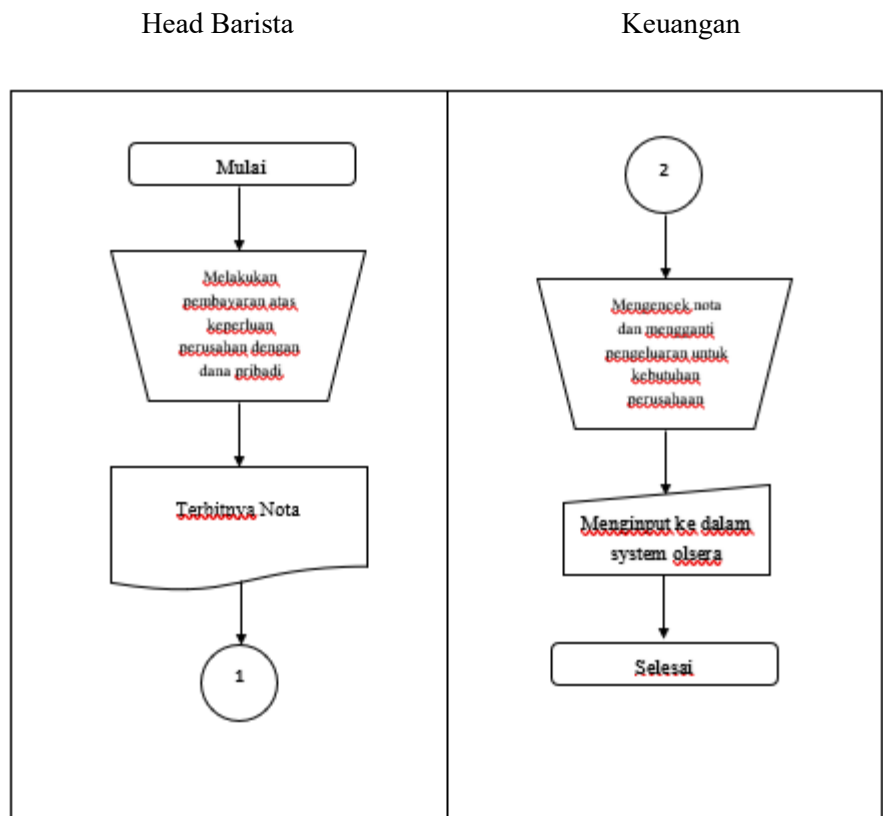 Head Barista
Keuangan
Mulai
Melakukan
pembayaran atas
keperluan
perusahan dengan
dana pribadi
Terbitnya Nota
1
2
Mengencek nota
dan mengganti
pengeluaran untuk
kebutuhan
perusahaan
Menginput ke dalam
system olsera
Selesai